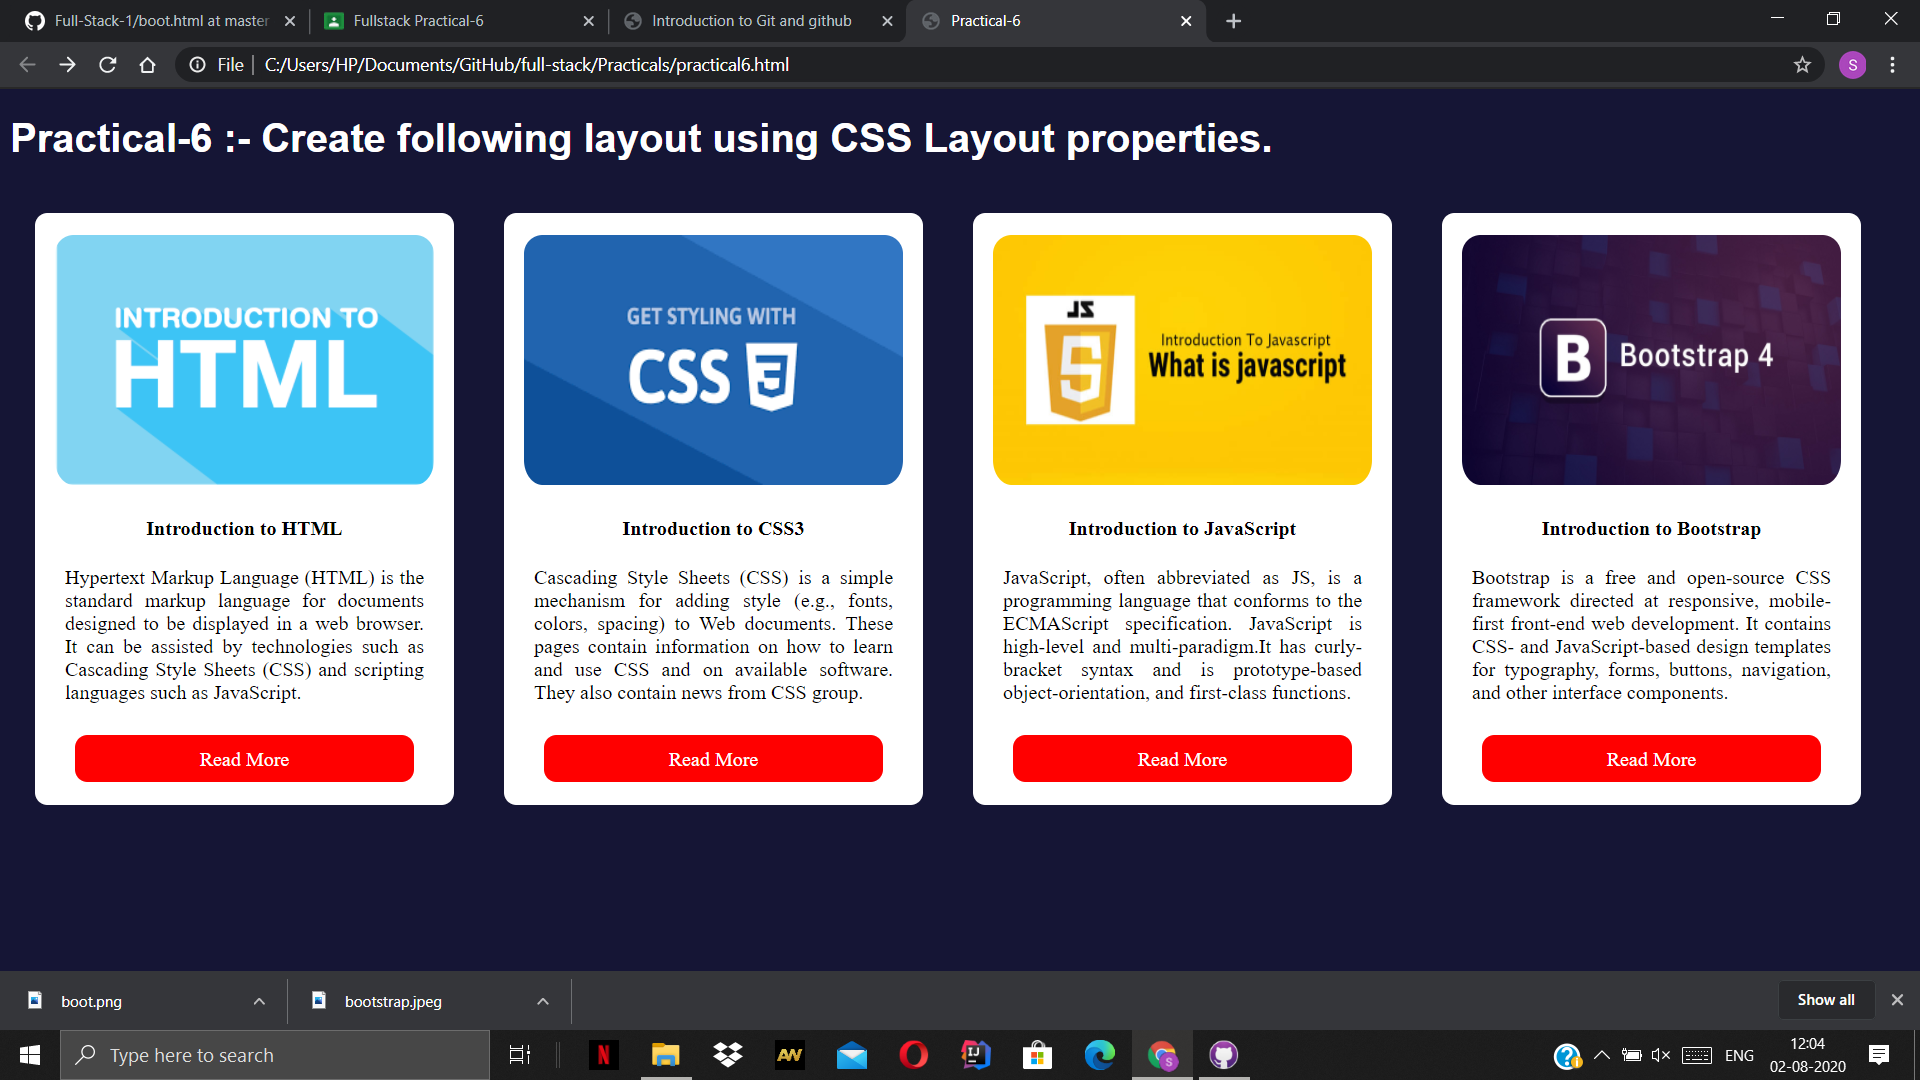 Full-Stack-1/boot.html at master
Fullstack Practical-6
Introduction to Git and github
Practical-6
File
C:/Users/HP/Documents/GitHub/full-stack/Practicals/practical6.html
S
Practical-6 :- Create following layout using CSS Layout properties.
INTRODUCTION TO
HTML
Introduction to HTML
Hypertext Markup Language (HTML) is the
standard markup language for documents
designed to be displayed in a web browser.
It can be assisted by technologies such as
Cascading Style Sheets (CSS) and scripting
languages such as JavaScript.
Read More
GET STYLING WITH
CSS 3
Introduction to CSS3
Cascading Style Sheets (CSS) is a simple
mechanism for adding style (e.g., fonts,
colors, spacing) to Web documents. These
pages contain information on how to learn
and use CSS and on available software.
They also contain news from CSS group.
Read More
JS
5
Introduction To Javascript
What is javascript
Introduction to JavaScript
JavaScript, often abbreviated as JS, is a
programming language that conforms to the
ECMAScript specification. JavaScript is
high-level and multi-paradigm.It has curly-
bracket syntax and is prototype-based
object-orientation, and first-class functions.
Read More
B Bootstrap 4
Introduction to Bootstrap
Bootstrap is a free and open-source CSS
framework directed at responsive, mobile-
first front-end web development. It contains
CSS- and JavaScript-based design templates
for typography, forms, buttons, navigation,
and other interface components.
Read More
boot.png
bootstrap.jpeg
Show all
Type here to search
N
AW
IJ
S
ENG
12:04
02-08-2020